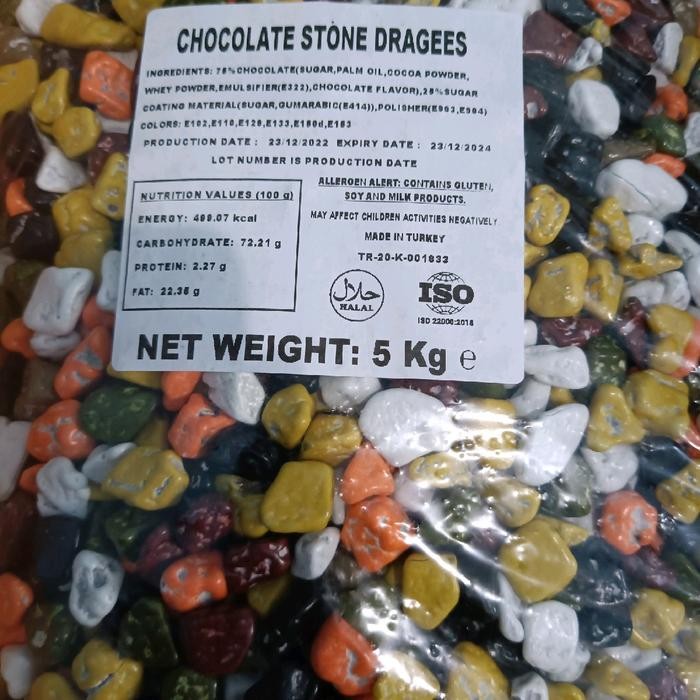 CHOCOLATE STONE DRAGEES
INGREDIENTS: 75%CHOCOLATE(SUGAR,PALM OIL,COCOA POWDER,
WHEY POWDER,EMULSIFIER(E322),CHOCOLATE FLAVOR),25%SUGAR
COATING MATERIAL(SUGAR,GUMARABIC(E414)),POLISHER(E903,E904)
COLORS: E102,E110,E129,E133,E150d,E153
PRODUCTION DATE : 23/12/2022 EXPIRY DATE : 23/12/2024
LOT NUMBER IS PRODUCTION DATE
NUTRITION VALUES (100 g)
ENERGY: 499.07 kcal
CARBOHYDRATE: 72.21 g
PROTEIN: 2.27 g
FAT: 22.35 g
ALLERGEN ALERT: CONTAINS GLUTEN,
SOY AND MILK PRODUCTS.
MAY AFFECT CHILDREN ACTIVITIES NEGATIVELY
MADE IN TURKEY
TR-20-K-001833
حلال
HALAL
ISO
ISO 22000:2018
NET WEIGHT: 5 Kg e